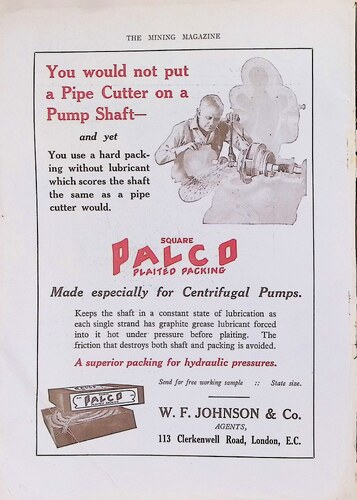 THE MINING MAGAZINE
You would not put
a Pipe Cutter on a
Pump Shaft—
and yet
You use a hard pack-
ing without lubricant
which scores the shaft
the same as a pipe
cutter would.
SQUARE
PALCO
PLAITED PACKING
Made especially for Centrifugal Pumps.
Keeps the shaft in a constant state of lubrication as
each single strand has graphite grease lubricant forced
into it hot under pressure before plaiting. The
friction that destroys both shaft and packing is avoided.
A superior packing for hydraulic pressures.
Send for free working sample :: State size.
PALCO
W. F. JOHNSON & Co.
AGENTS,
113 Clerkenwell Road, London, E.C.